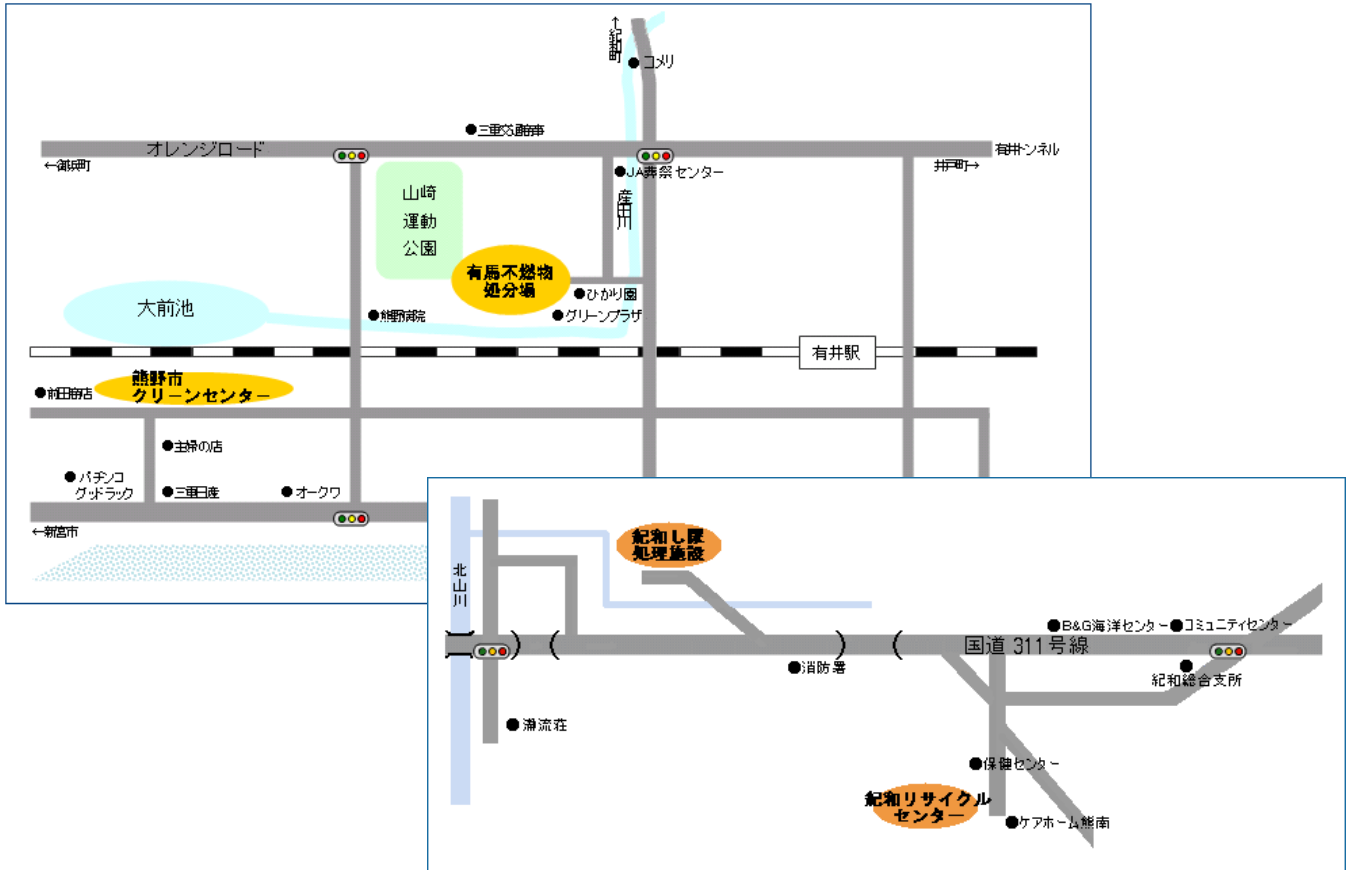 ↑紀和町
コメリ
三重交通商事
オレンジロード
有井トンネル
←御浜町
井戸町→
JA葬祭センター
産田川
山崎
運動
公園
有馬不燃物
処分場
ひかり園
大前池
熊野病院
グリーンプラザ
有井駅
熊野市
クリーンセンター
前田商店
主婦の店
パチンコ
グッドラック
三重日産
オークワ
←新宮市
紀和し尿
処理施設
北山川
B&G海洋センター
コミュニティセンター
国道 311 号線
消防署
紀和総合支所
瀞流荘
保健センター
紀和リサイクル
センター
ケアホーム熊南